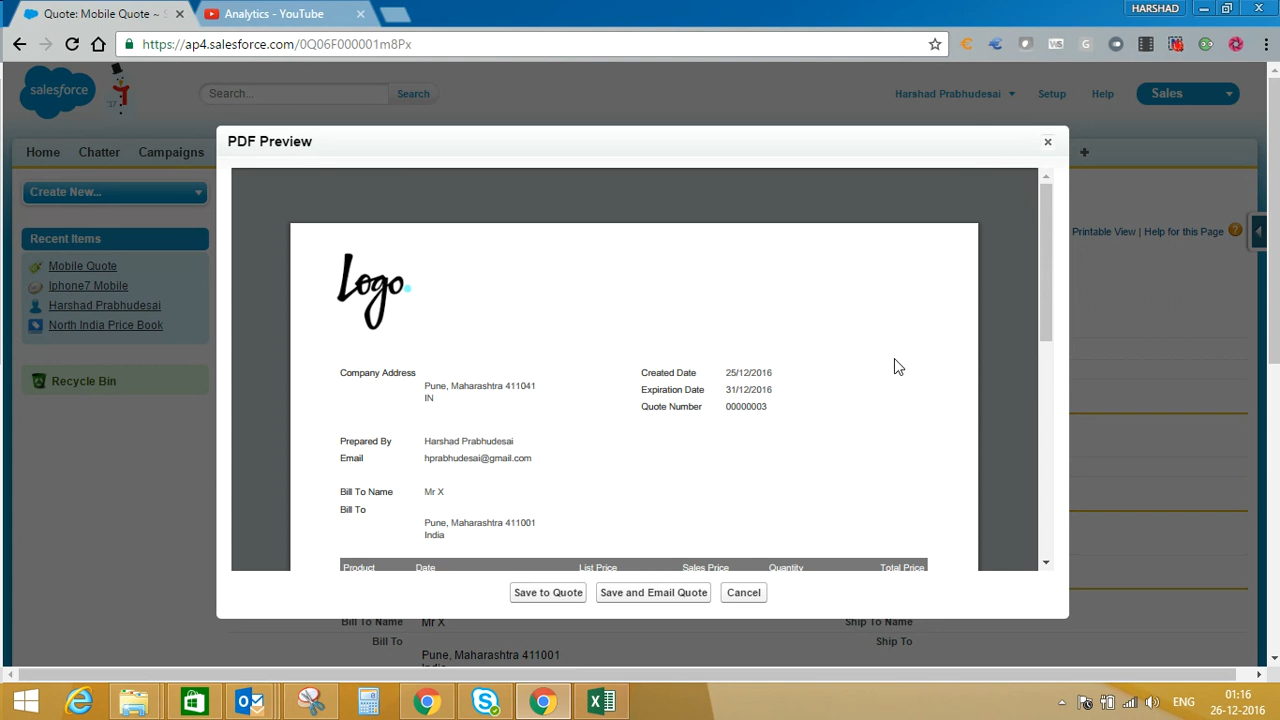 Quote: Mobile Quote ~ S
Analytics - YouTube
HARSHAD
https://ap4.salesforce.com/0Q06F000001m8Px
WS
G
salesforce
'17
Search...
Search
Harshad Prabhudesai
Setup
Help
Sales
PDF Preview
Home
Chatter
Campaigns
Create New...
Recent Items
Mobile Quote
Iphone7 Mobile
Harshad Prabhudesai
North India Price Book
Recycle Bin
Printable View | Help for this Page
Logo.
Company Address
Pune, Maharashtra 411041
IN
Created Date 25/12/2016
Expiration Date 31/12/2016
Quote Number 00000003
Prepared By Harshad Prabhudesai
Email hprabhudesai@gmail.com
Bill To Name Mr X
Bill To
Pune, Maharashtra 411001
India
Product Date List Price Sales Price Quantity Total Price
Save to Quote
Save and Email Quote
Cancel
Bill To Name Mr X Ship To Name
Bill To Ship To
Pune, Maharashtra 411001
ENG
01:16
26-12-2016